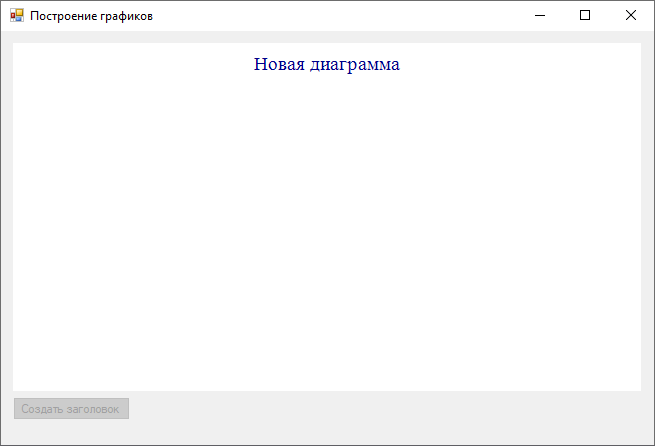 Построение графиков
Новая диаграмма
Создать заголовок